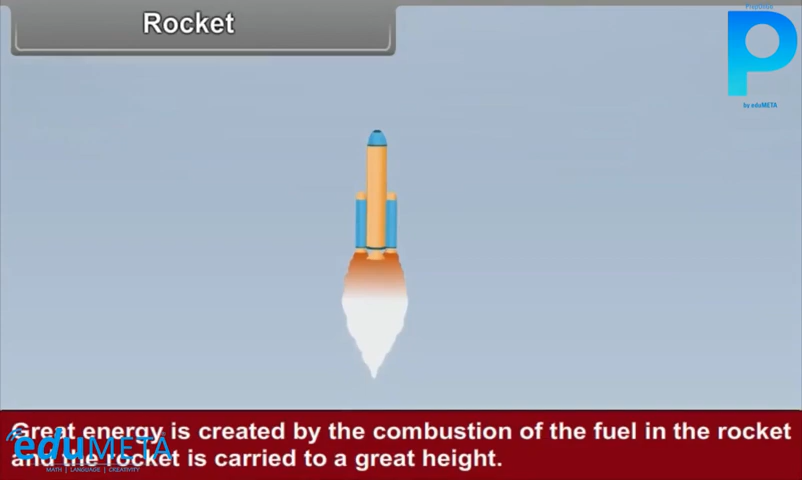 Rocket
P
by eduMETA
Great energy is created by the combustion of the fuel in the rocket
and the rocket is carried to a great height.
eduMETA
MATH | LANGUAGE | CREATIVITY